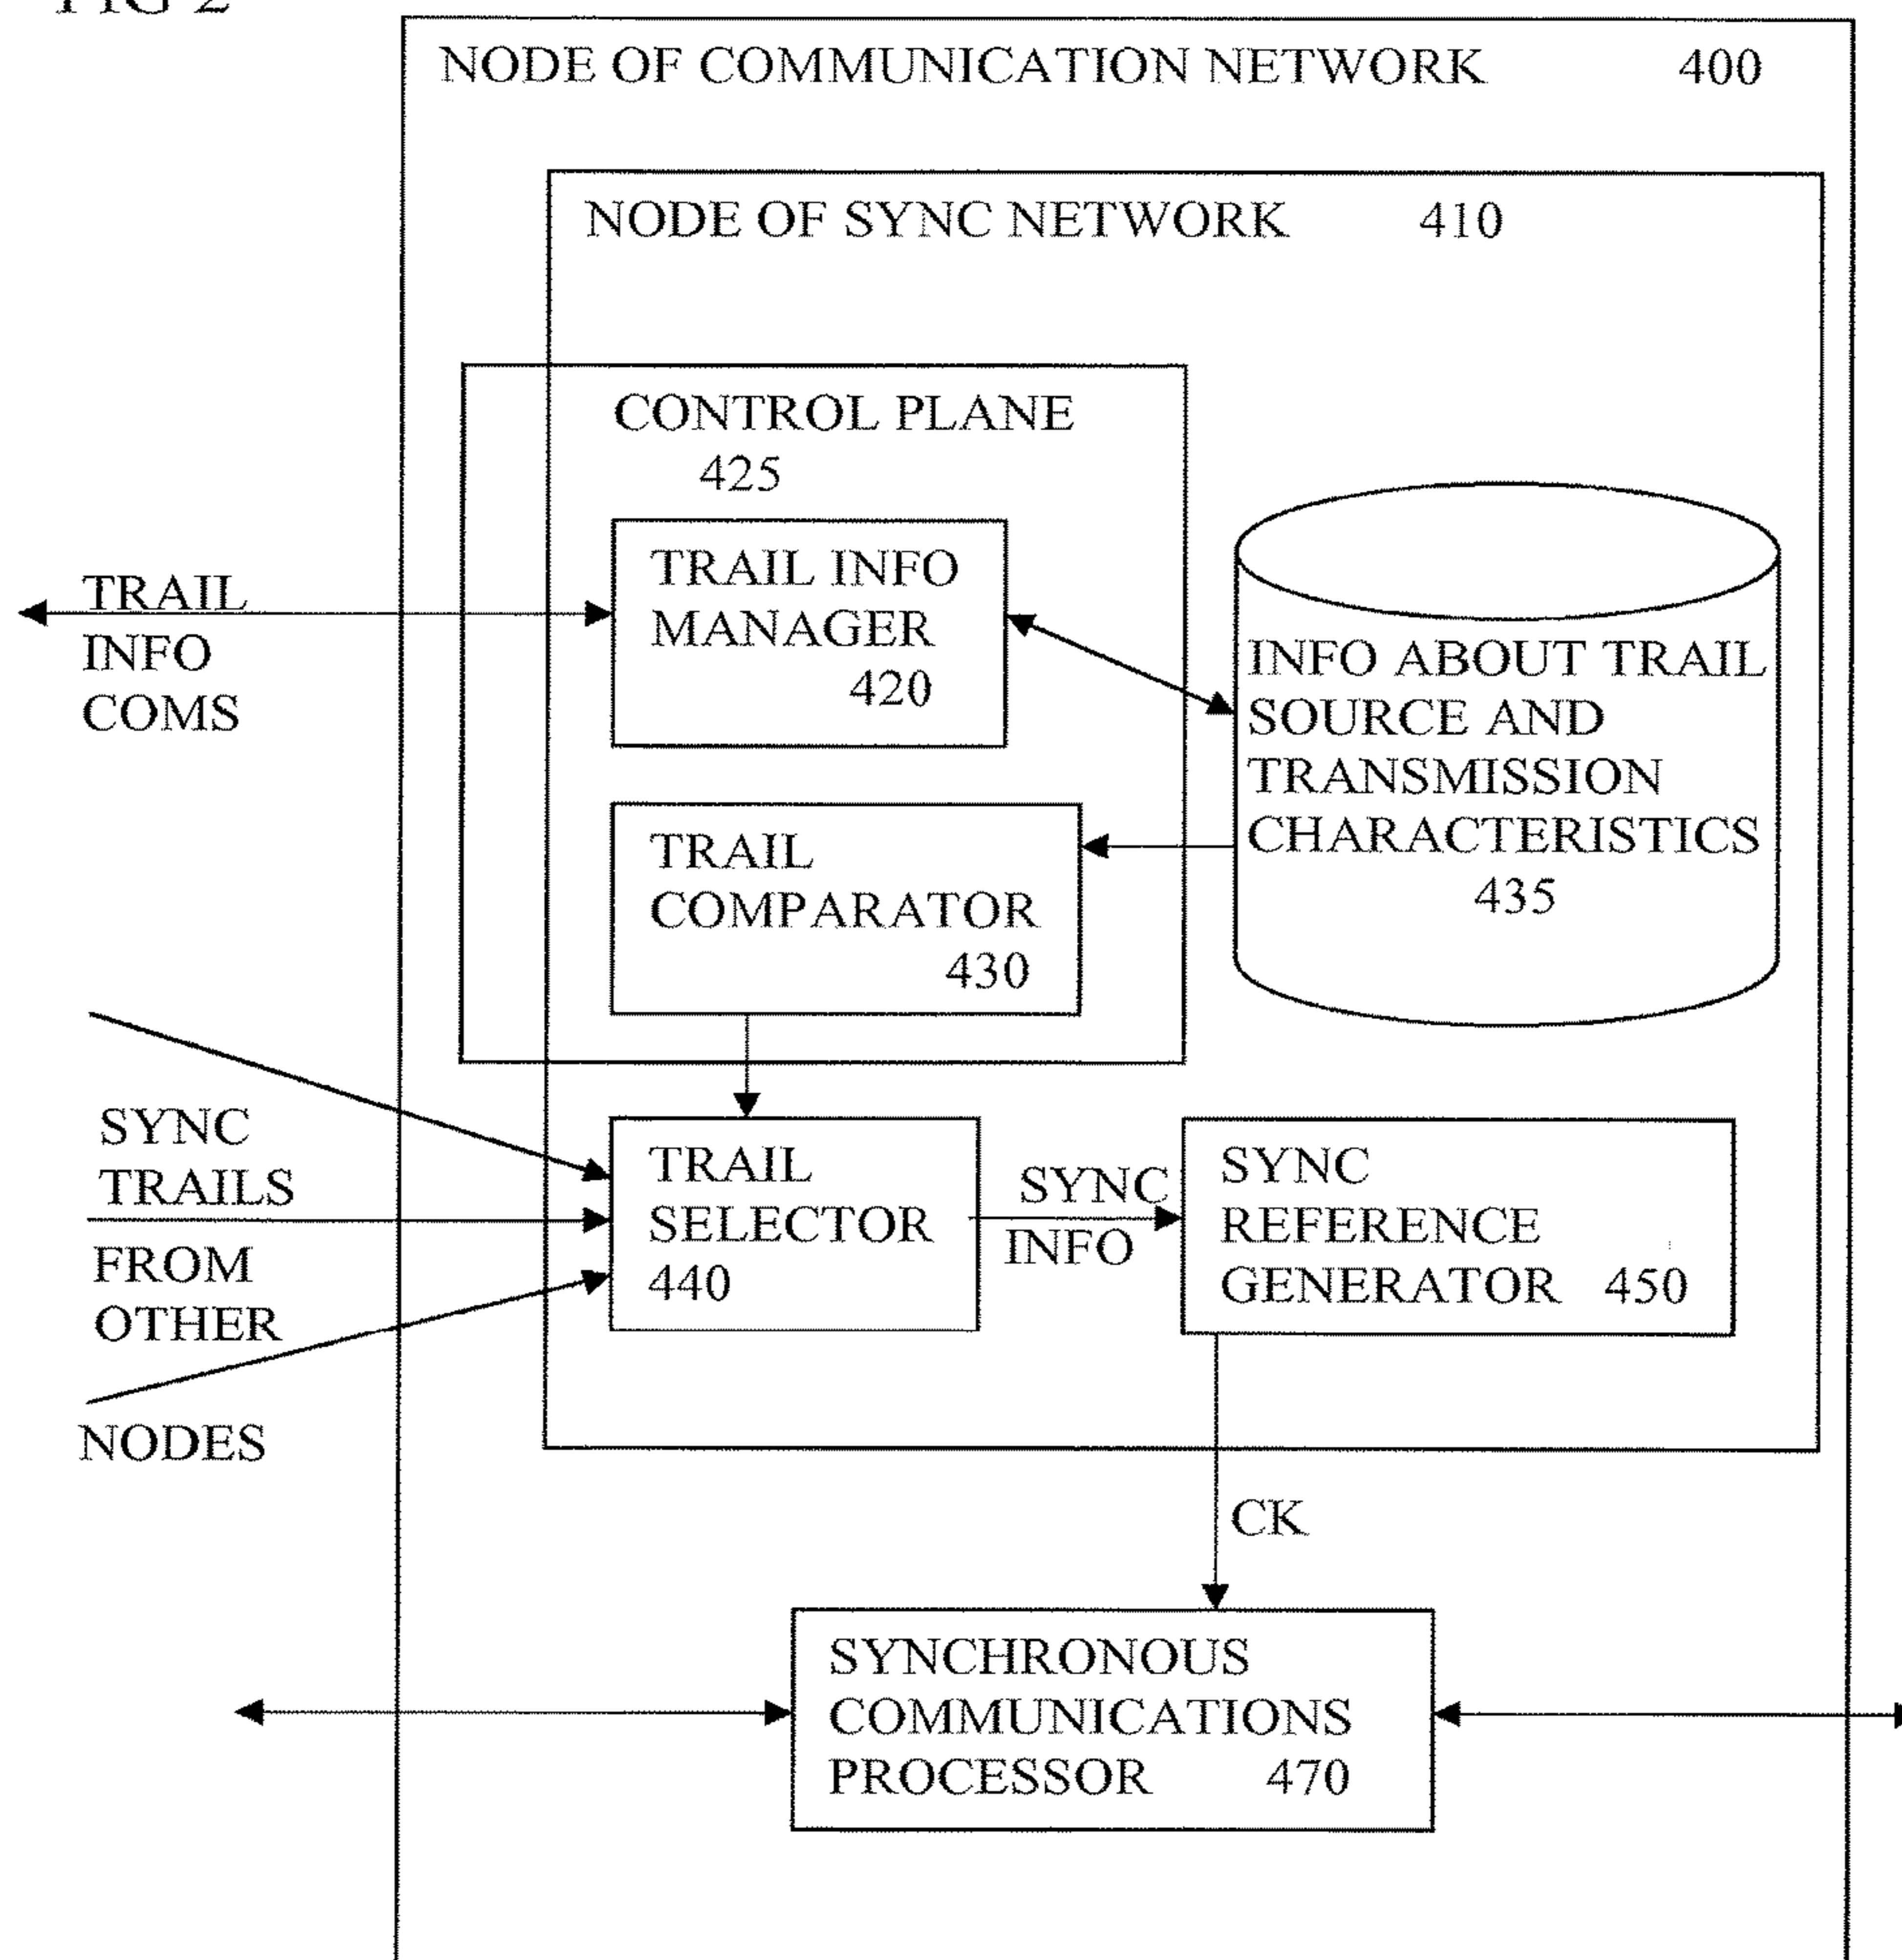 FIG 2
NODE OF COMMUNICATION NETWORK 400
NODE OF SYNC NETWORK 410
CONTROL PLANE
425
TRAIL INFO
MANAGER
420
TRAIL
INFO
COMS
INFO ABOUT TRAIL
SOURCE AND
TRANSMISSION
CHARACTERISTICS
435
TRAIL
COMPARATOR
430
SYNC
TRAILS
FROM
OTHER
NODES
TRAIL
SELECTOR
440
SYNC
INFO
SYNC
REFERENCE
GENERATOR 450
CK
SYNCHRONOUS
COMMUNICATIONS
PROCESSOR 470